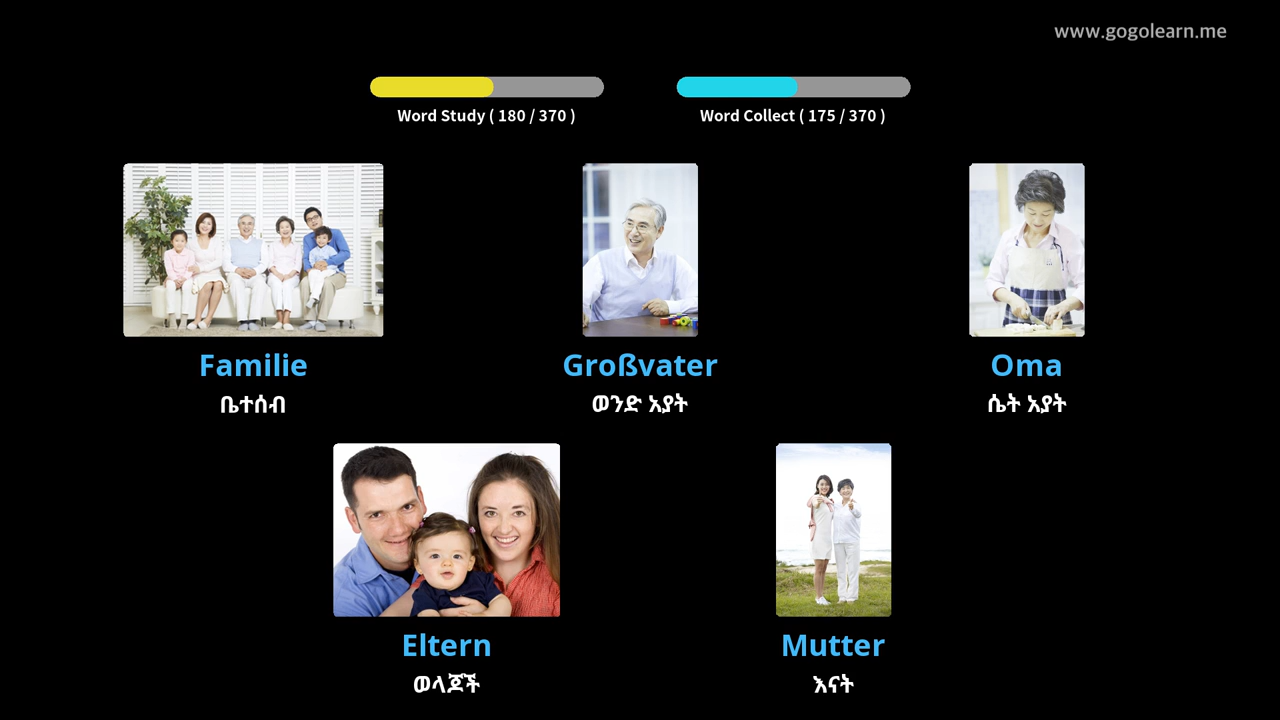 www.gogolearn.me
Word Study ( 180 / 370 )
Word Collect ( 175 / 370 )
Familie
ቤተሰብ
Großvater
ወንድ አያት
Oma
ሴት አያት
Eltern
ወላጆች
Mutter
እናት